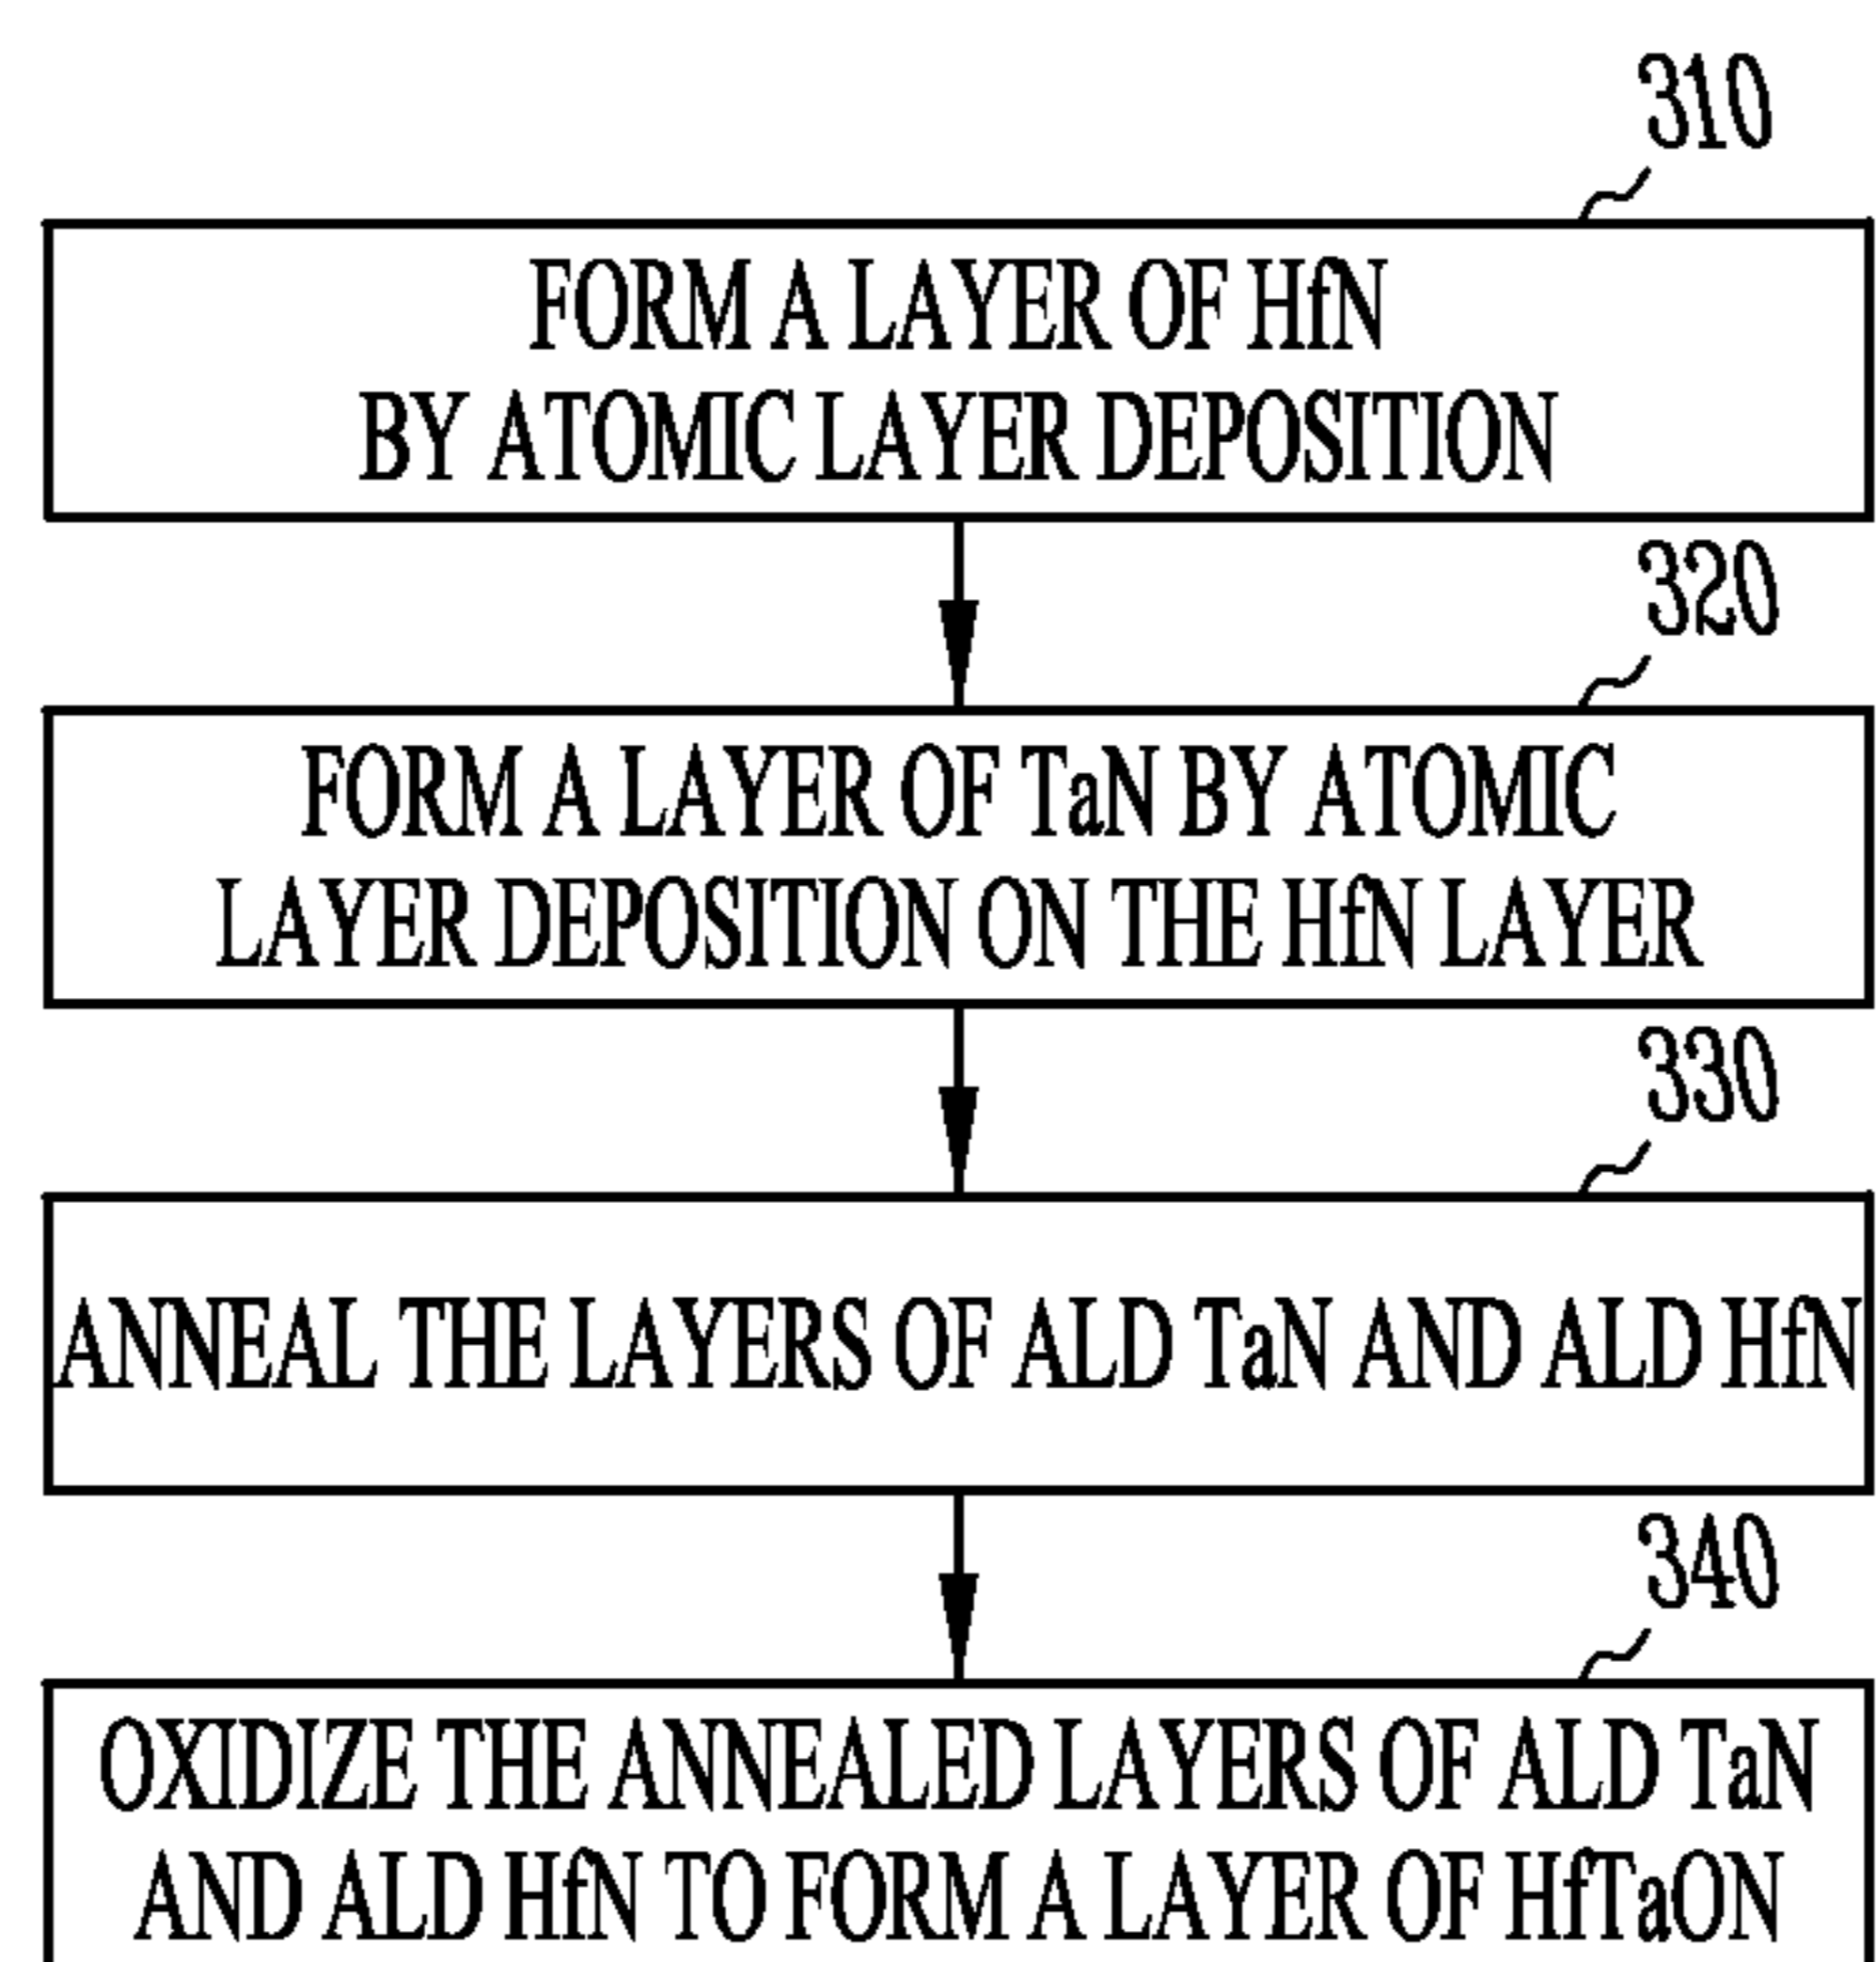 310
FORM A LAYER OF HfN
BY ATOMIC LAYER DEPOSITION
320
FORM A LAYER OF TaN BY ATOMIC
LAYER DEPOSITION ON THE HfN LAYER
330
ANNEAL THE LAYERS OF ALD TaN AND ALD HfN
340
OXIDIZE THE ANNEALED LAYERS OF ALD TaN
AND ALD HfN TO FORM A LAYER OF HfTaON